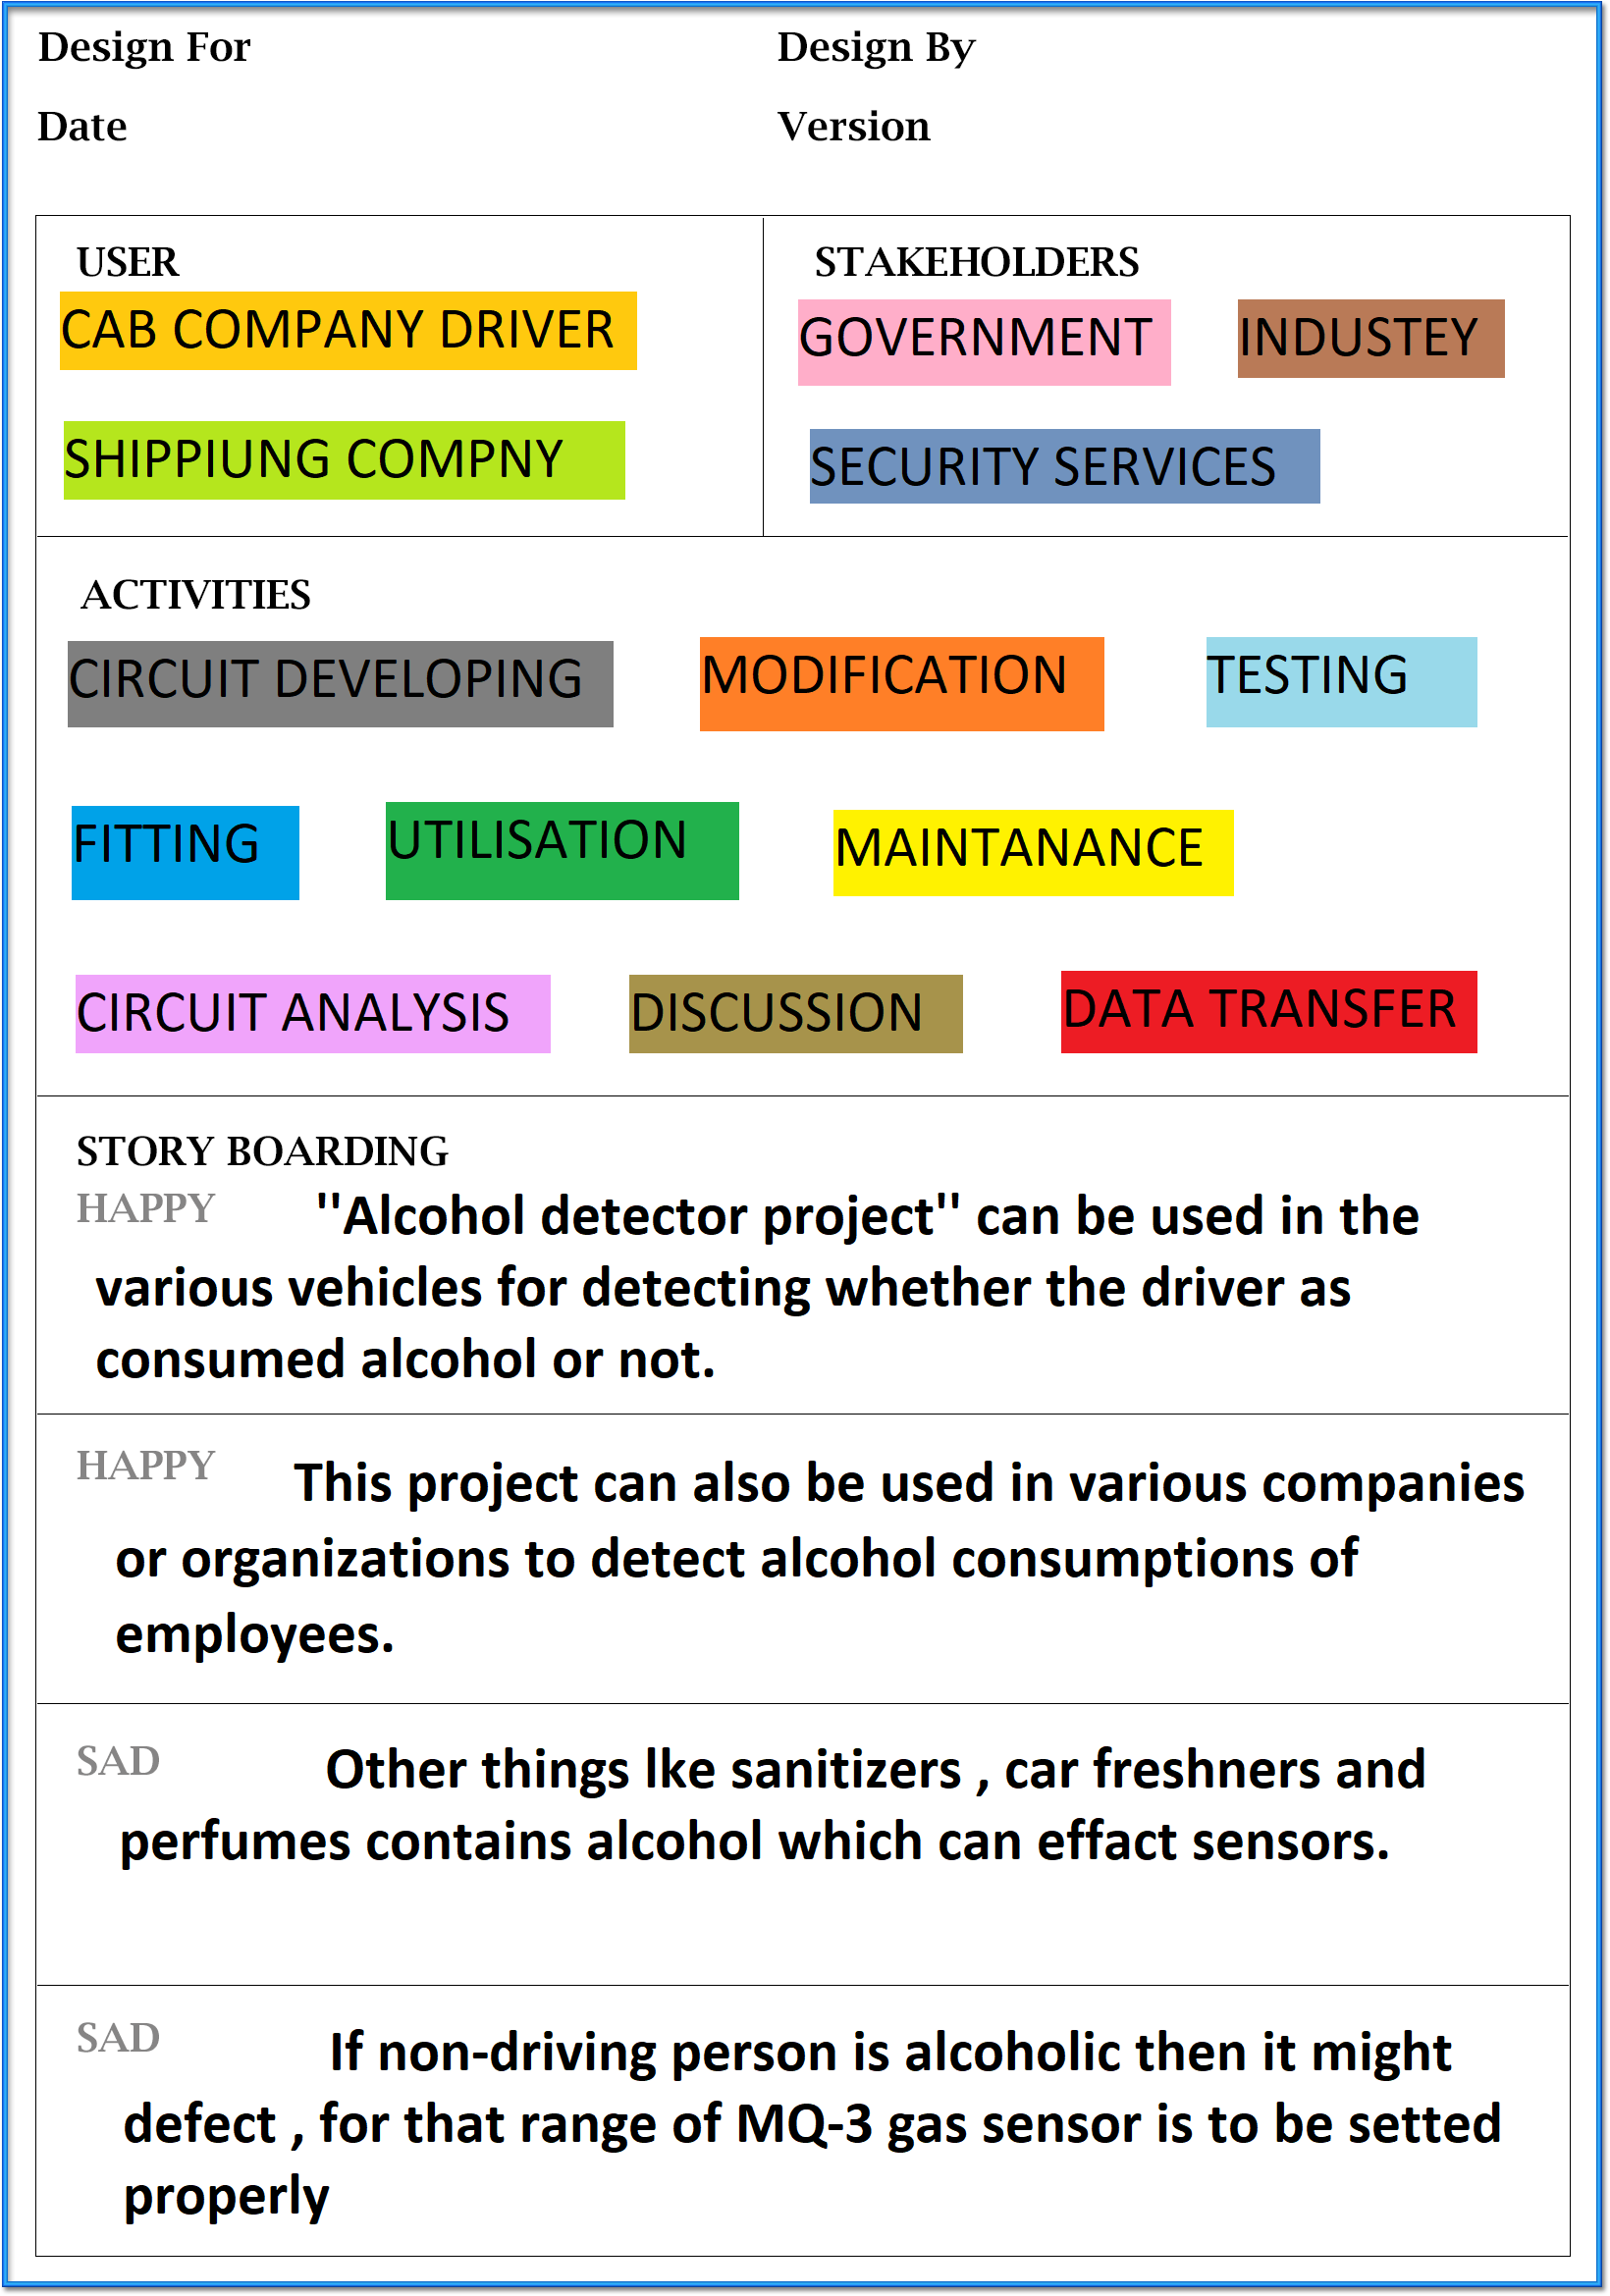 Design For
Design By
Date
Version
USER
CAB COMPANY DRIVER
SHIPPIUNG COMPNY
STAKEHOLDERS
GOVERNMENT
INDUSTEY
SECURITY SERVICES
ACTIVITIES
CIRCUIT DEVELOPING
MODIFICATION
TESTING
FITTING
UTILISATION
MAINTANANCE
CIRCUIT ANALYSIS
DISCUSSION
DATA TRANSFER
STORY BOARDING
HAPPY
"Alcohol detector project" can be used in the
various vehicles for detecting whether the driver as
consumed alcohol or not.
HAPPY
This project can also be used in various companies
or organizations to detect alcohol consumptions of
employees.
SAD
Other things lke sanitizers , car freshners and
perfumes contains alcohol which can effact sensors.
SAD
If non-driving person is alcoholic then it might
defect , for that range of MQ-3 gas sensor is to be setted
properly